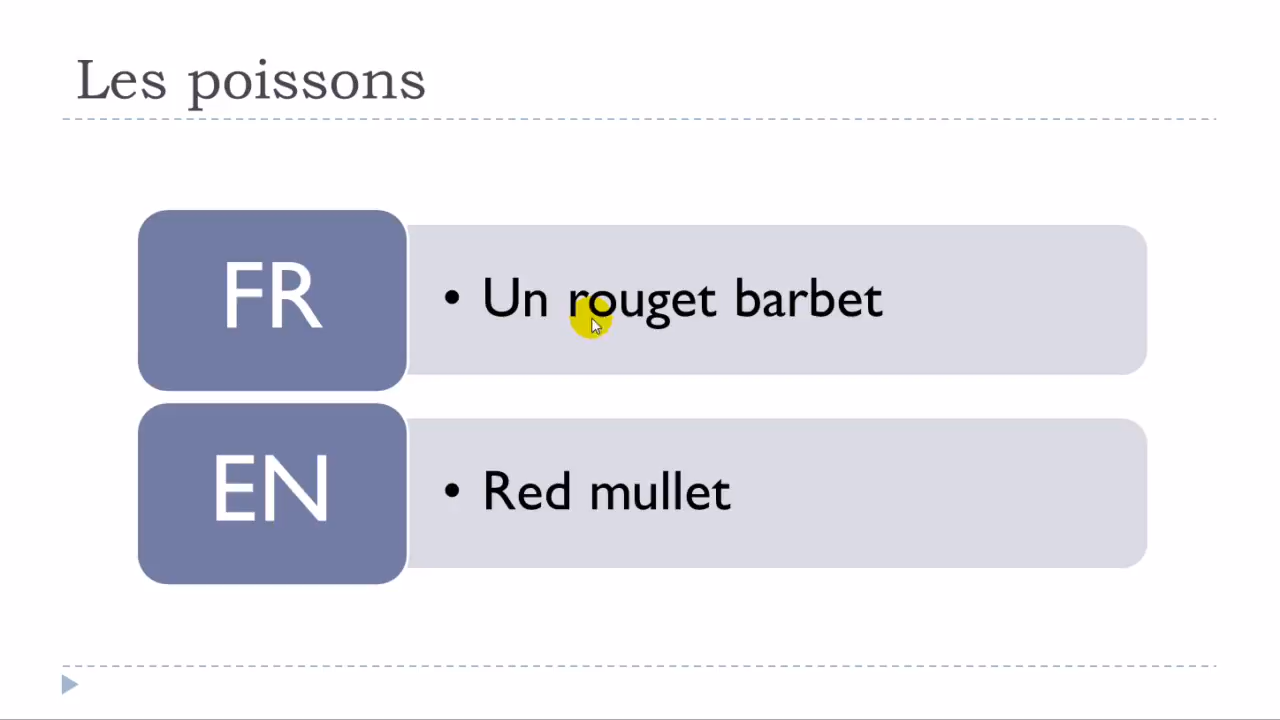 Les poissons
FR
• Un rouget barbet
EN
• Red mullet